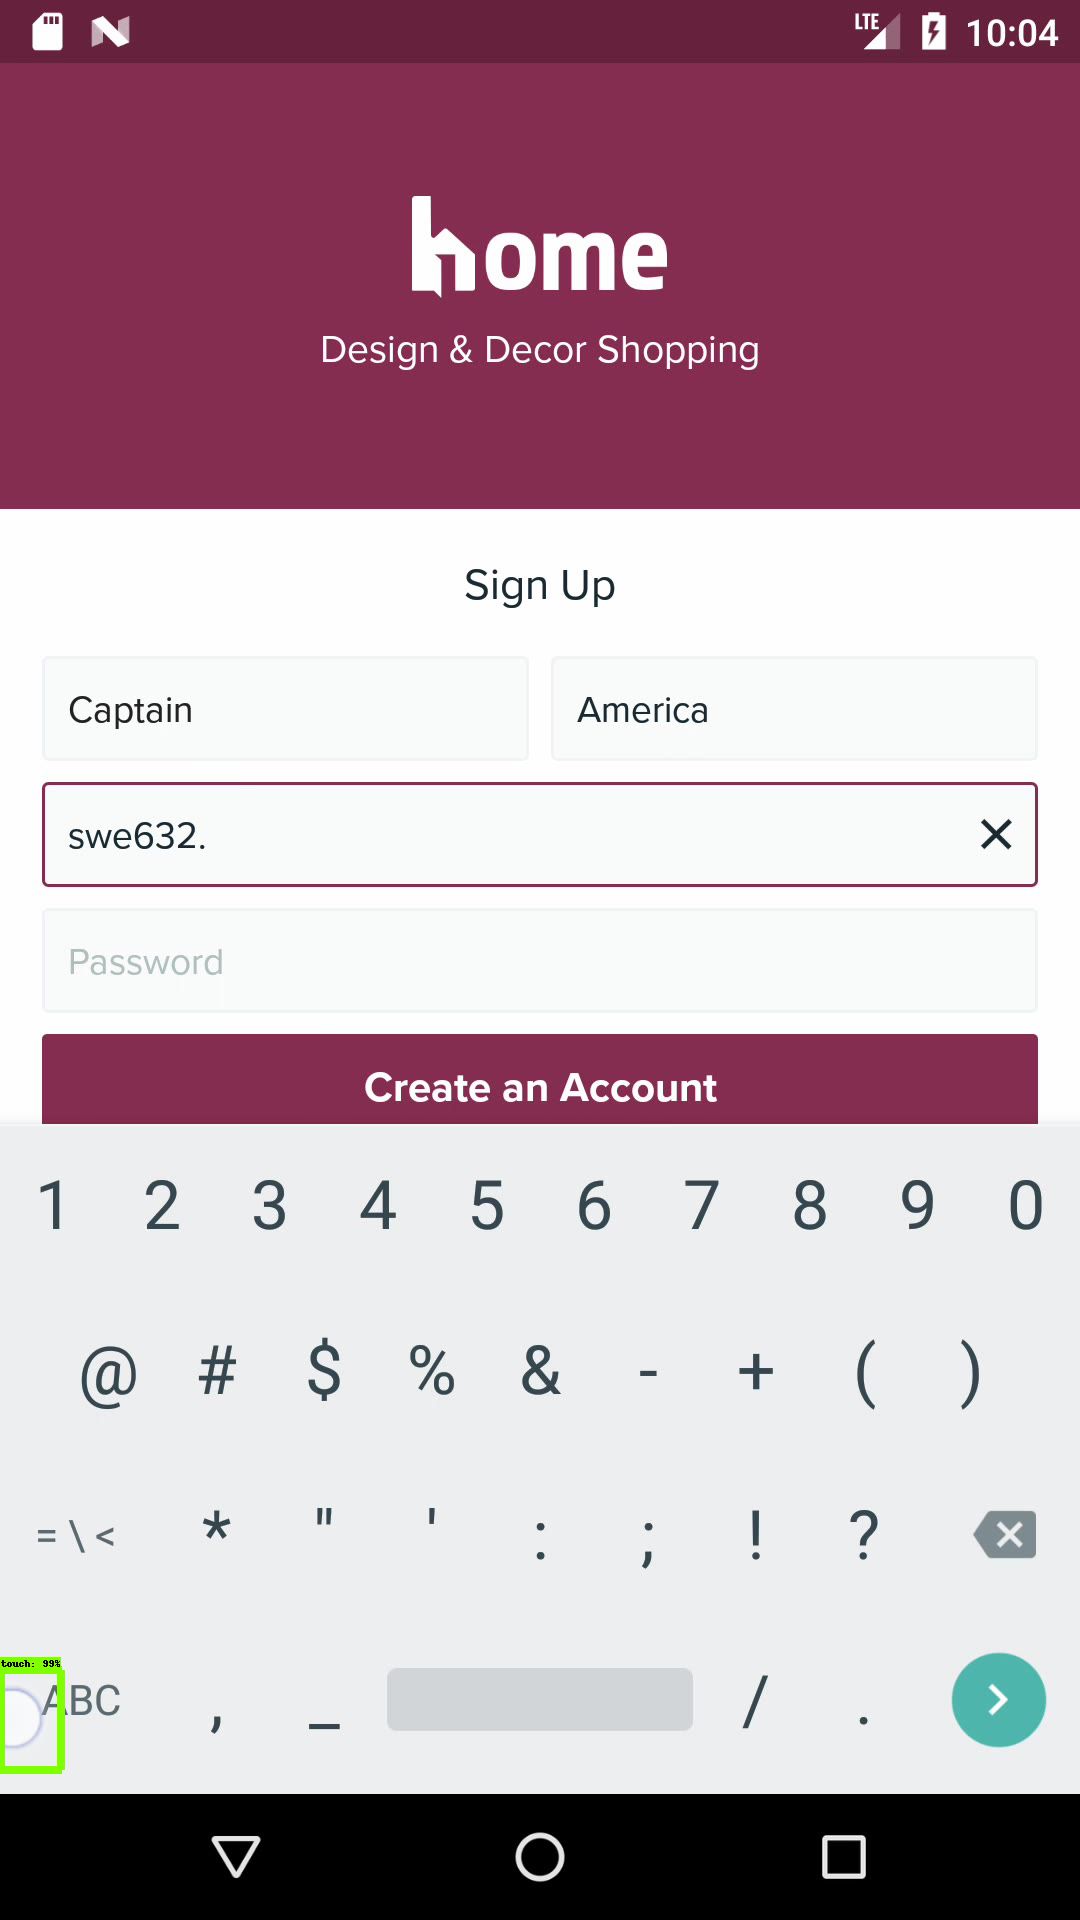 LTE 10:04
home
Design & Decor Shopping
Sign Up
Captain America
swe632.
Password
Create an Account
1 2 3 4 5 6 7 8 9 0
@ # $ % & - + ( )
= \ < * " ' : ; ! ?
touch: 99%
ABC , _ / .